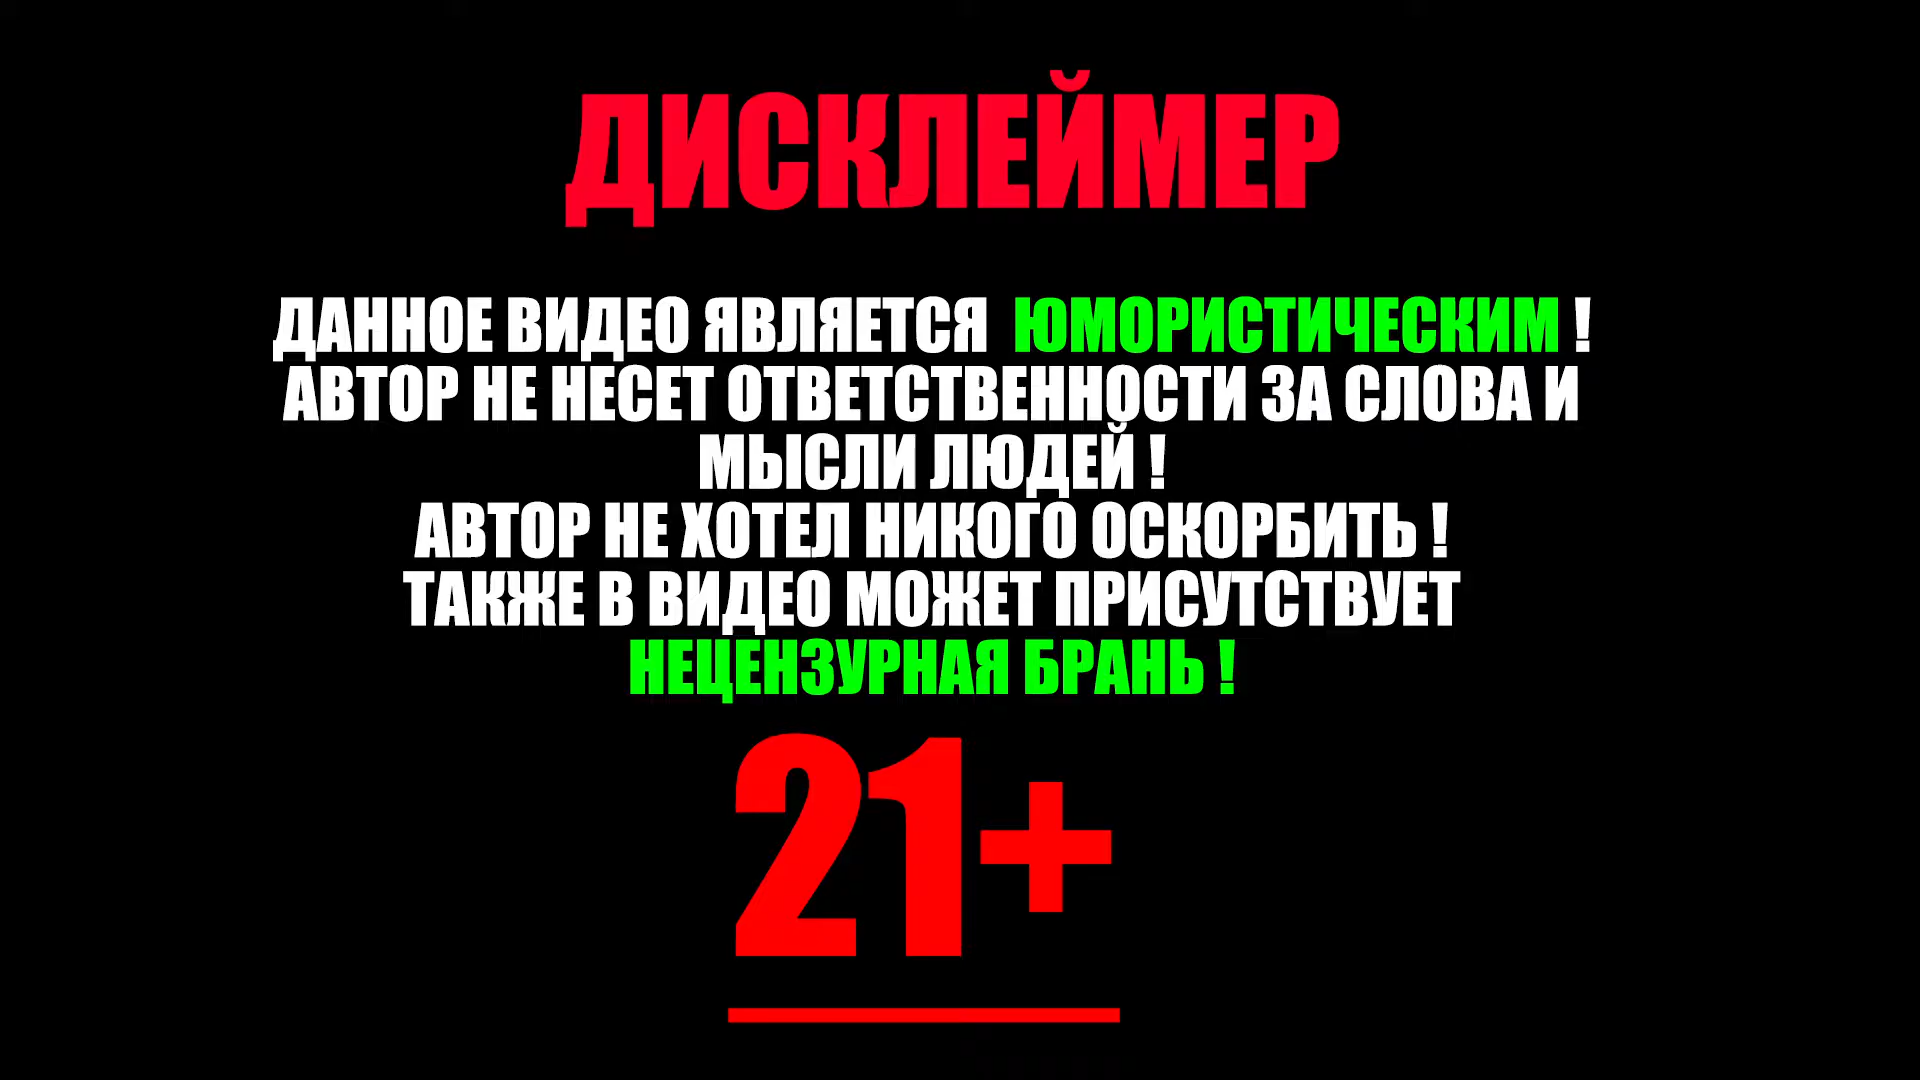 ДИСКЛЕЙМЕР
ДАННОЕ ВИДЕО ЯВЛЯЕТСЯ ЮМОРИСТИЧЕСКИМ !
АВТОР НЕ НЕСЕТ ОТВЕТСТВЕННОСТИ ЗА СЛОВА И
МЫСЛИ ЛЮДЕЙ !
АВТОР НЕ ХОТЕЛ НИКОГО ОСКОРБИТЬ !
ТАКЖЕ В ВИДЕО МОЖЕТ ПРИСУТСТВУЕТ
НЕЦЕНЗУРНАЯ БРАНЬ !
21+